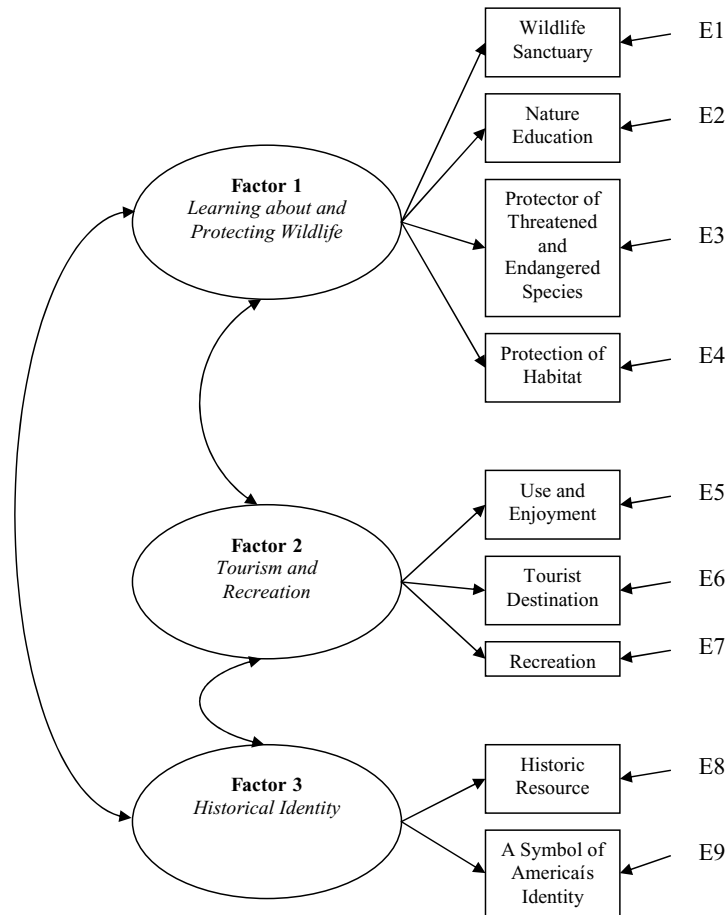 Wildlife
Sanctuary
E1
Nature
Education
E2
Factor 1
Learning about and
Protecting Wildlife
Protector of
Threatened
and
Endangered
Species
E3
Protection of
Habitat
E4
Use and
Enjoyment
E5
Factor 2
Tourism and
Recreation
Tourist
Destination
E6
Recreation
E7
Factor 3
Historical Identity
Historic
Resource
E8
A Symbol of
Americaís
Identity
E9